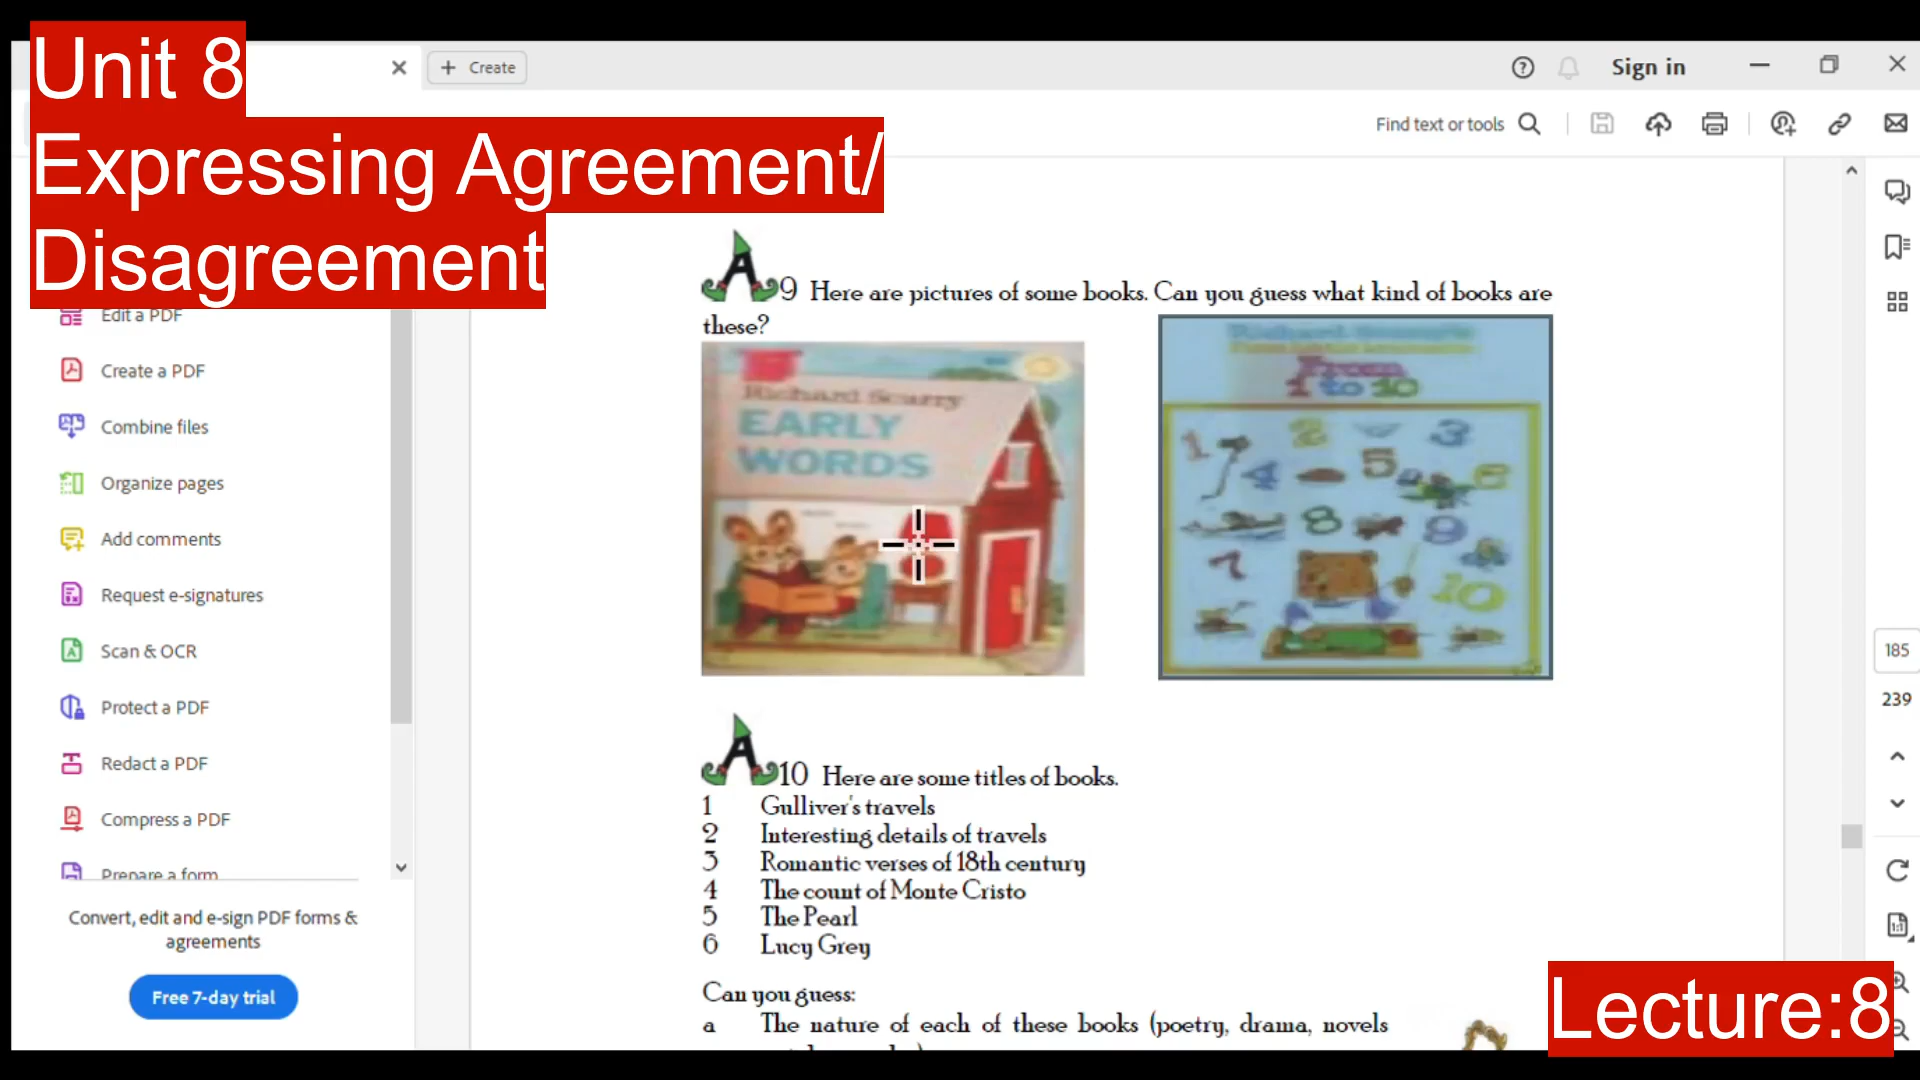 Unit 8
Expressing Agreement/
Disagreement
Create
Sign in
Find text or tools
Edit a PDF
Create a PDF
Combine files
Organize pages
Add comments
Request e-signatures
Scan & OCR
Protect a PDF
Redact a PDF
Compress a PDF
Prepare a form
Convert, edit and e-sign PDF forms &
agreements
Free 7-day trial
A9 Here are pictures of some books. Can you guess what kind of books are
these?
Richard Scarry
EARLY
WORDS
Richard Scarry's
From
1 to 10
1 2 3
4 5 6
8 9
7 10
A10 Here are some titles of books.
1 Gulliver's travels
2 Interesting details of travels
3 Romantic verses of 18th century
4 The count of Monte Cristo
5 The Pearl
6 Lucy Grey
Can you guess:
a The nature of each of these books (poetry, drama, novels
185
239
Lecture:8